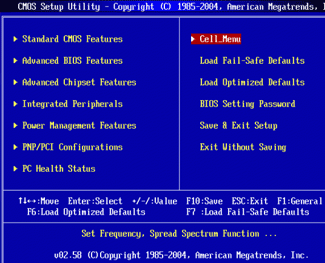 CMOS Setup Utility - Copyright (C) 1985-2004, American Megatrends,
Standard CMOS Features
Advanced BIOS Features
Advanced Chipset Features
Integrated Peripherals
Power Management Features
PNP/PCI Configurations
PC Health Status
Cell_Menu
Load Fail-Safe Defaults
Load Optimized Defaults
BIOS Setting Password
Save & Exit Setup
Exit Without Saving
↑↓←→:Move Enter:Select +/-/:Value F10:Save ESC:Exit F1:General
F6:Load Optimized Defaults F7 :Load Fail-Safe Defaults
Set Frequency, Spread Spectrum Function ...
v02.58 (C)Copyright 1985-2004, American Megatrends, Inc.